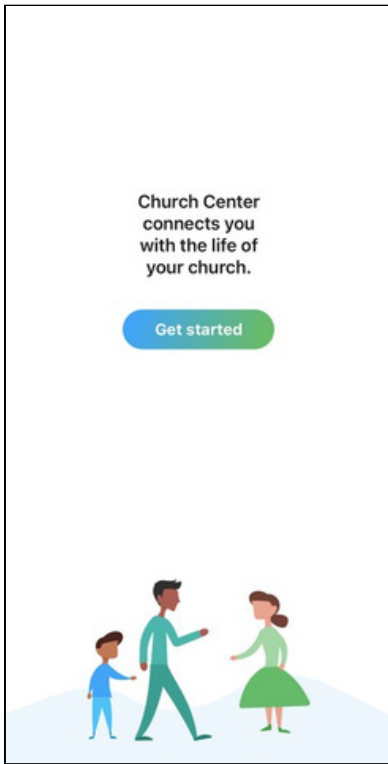 Church Center
connects you
with the life of
your church.
Get started